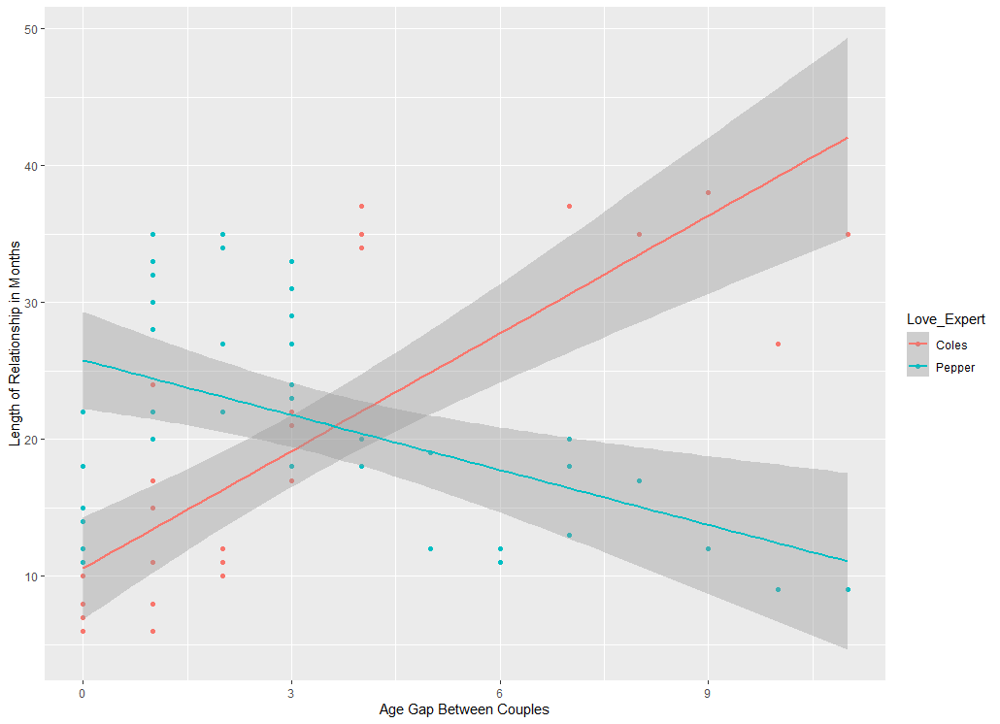 50
40
30
20
10
Length of Relationship in Months
0
3
6
9
Age Gap Between Couples
Love_Expert
Coles
Pepper